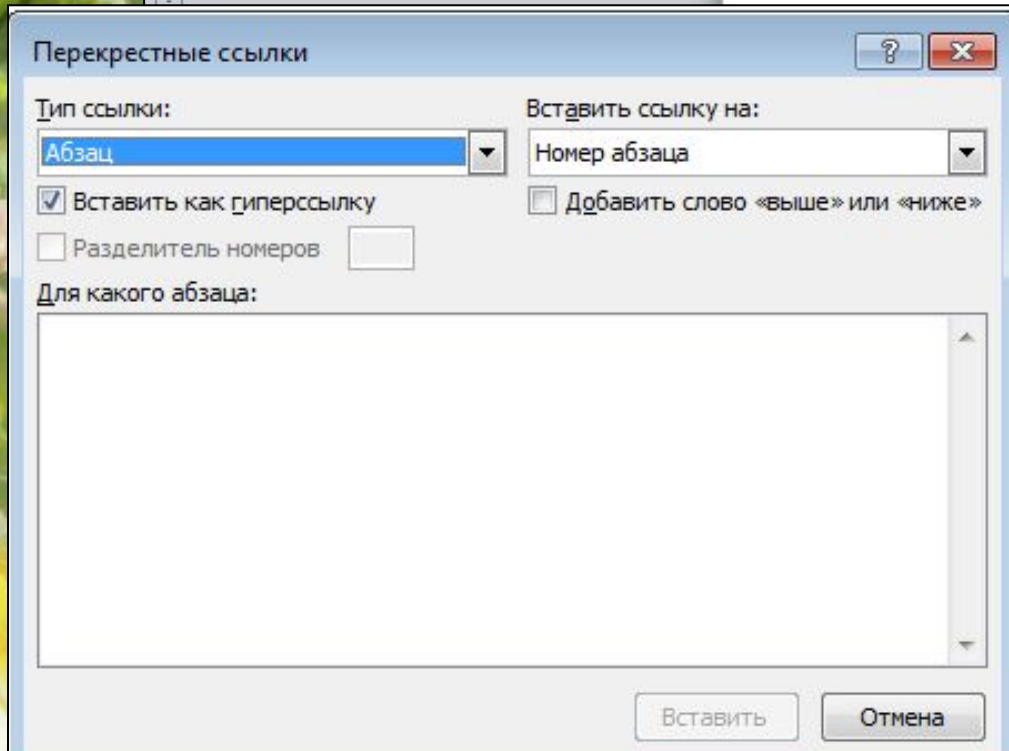 Перекрестные ссылки
Тип ссылки: Вставить ссылку на:
Абзац Номер абзаца
Вставить как гиперссылку Добавить слово «выше» или «ниже»
Разделитель номеров
Для какого абзаца:
Вставить Отмена